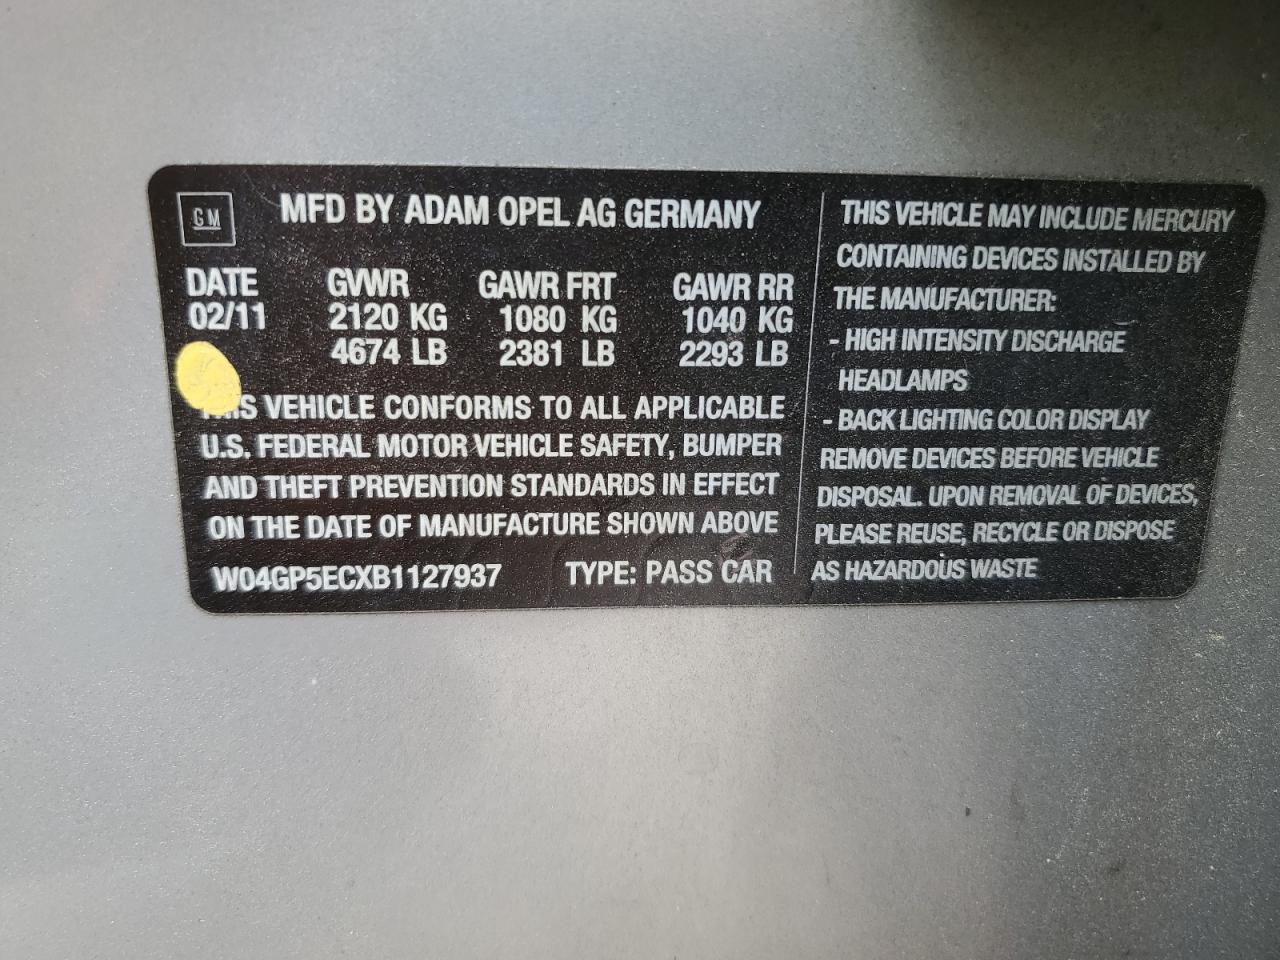 GM
MFD BY ADAM OPEL AG GERMANY
DATE GVWR GAWR FRT GAWR RR
02/11 2120 KG 1080 KG 1040 KG
4674 LB 2381 LB 2293 LB
THIS VEHICLE CONFORMS TO ALL APPLICABLE
U.S. FEDERAL MOTOR VEHICLE SAFETY, BUMPER
AND THEFT PREVENTION STANDARDS IN EFFECT
ON THE DATE OF MANUFACTURE SHOWN ABOVE
W04GP5ECXB1127937 TYPE: PASS CAR
THIS VEHICLE MAY INCLUDE MERCURY
CONTAINING DEVICES INSTALLED BY
THE MANUFACTURER:
- HIGH INTENSITY DISCHARGE
HEADLAMPS
- BACK LIGHTING COLOR DISPLAY
REMOVE DEVICES BEFORE VEHICLE
DISPOSAL. UPON REMOVAL OF DEVICES,
PLEASE REUSE, RECYCLE OR DISPOSE
AS HAZARDOUS WASTE